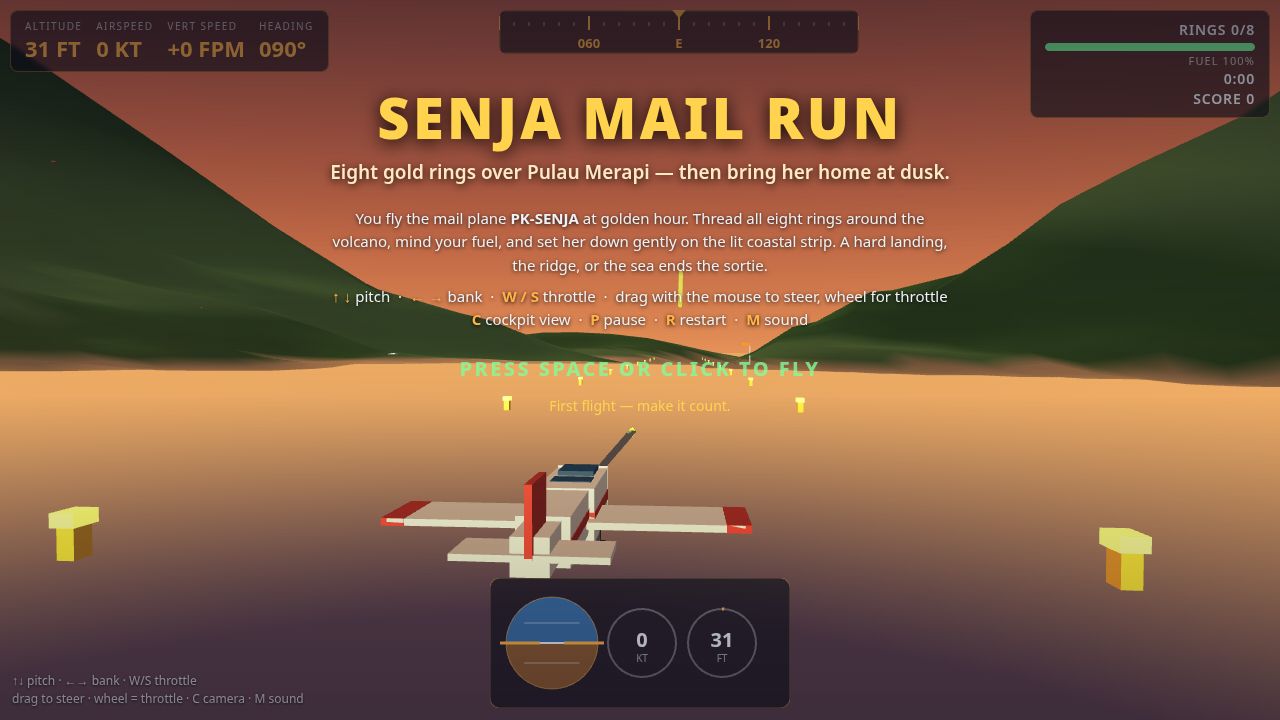 ALTITUDE AIRSPEED VERT SPEED HEADING
31 FT 0 KT +0 FPM 090°
060 E 120
RINGS 0/8
FUEL 100%
0:00
SCORE 0
SENJA MAIL RUN
Eight gold rings over Pulau Merapi — then bring her home at dusk.
You fly the mail plane PK-SENJA at golden hour. Thread all eight rings around the
volcano, mind your fuel, and set her down gently on the lit coastal strip. A hard landing,
the ridge, or the sea ends the sortie.
↑ ↓ pitch · ← → bank · W / S throttle · drag with the mouse to steer, wheel for throttle
C cockpit view · P pause · R restart · M sound
PRESS SPACE OR CLICK TO FLY
First flight — make it count.
0 31
KT FT
↑↓ pitch · ←→ bank · W/S throttle
drag to steer · wheel = throttle · C camera · M sound